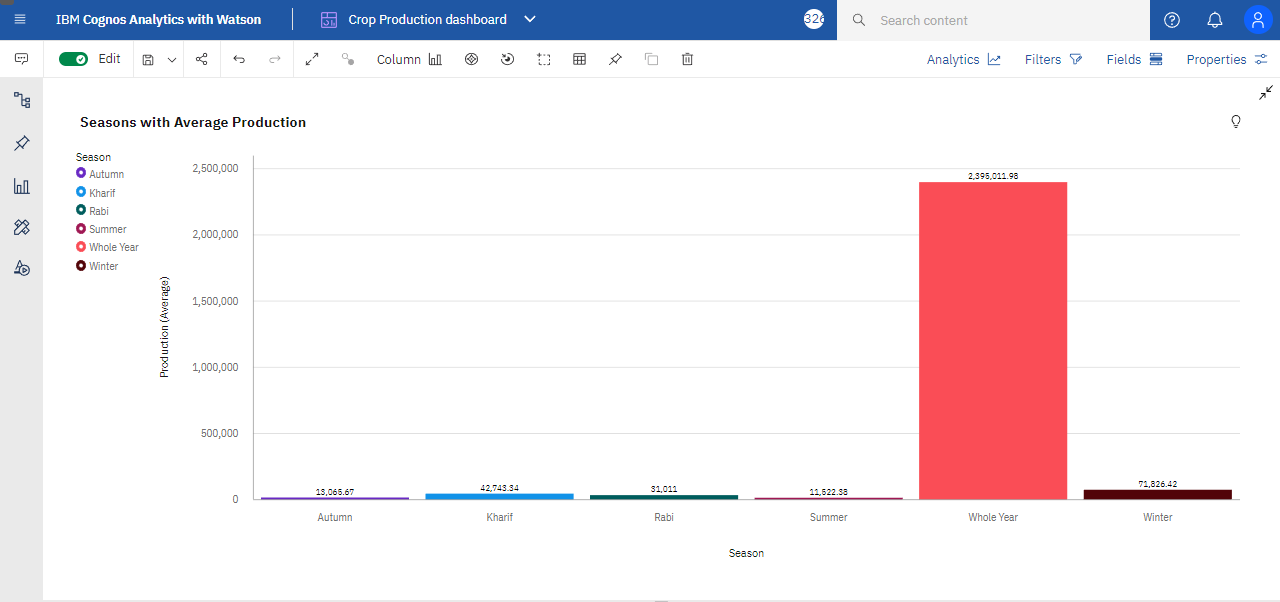 IBM Cognos Analytics with Watson
Crop Production dashboard
326
Search content
Edit
Column
Analytics
Filters
Fields
Properties
Seasons with Average Production
Season
Autumn
Kharif
Rabi
Summer
Whole Year
Winter
Production (Average)
2,500,000
2,000,000
1,500,000
1,000,000
500,000
0
13,065.67
42,743.34
31,011
11,522.38
2,395,011.98
71,826.42
Autumn
Kharif
Rabi
Summer
Whole Year
Winter
Season